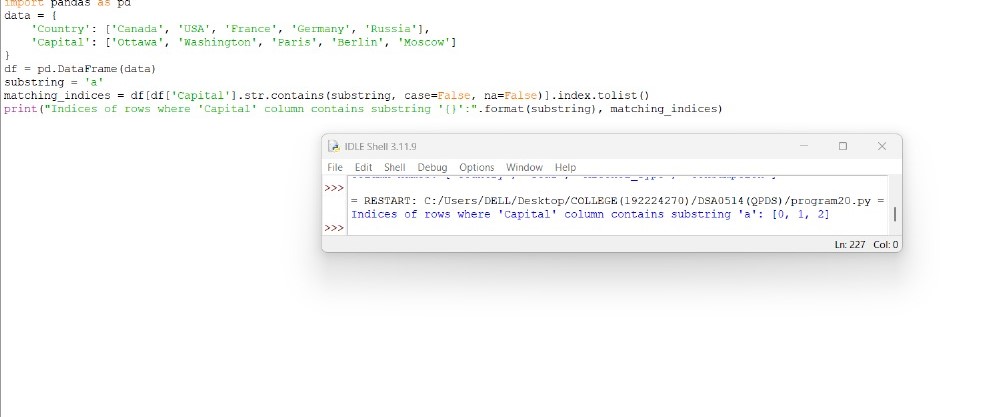 import pandas as pd
data = {
    'Country': ['Canada', 'USA', 'France', 'Germany', 'Russia'],
    'Capital': ['Ottawa', 'Washington', 'Paris', 'Berlin', 'Moscow']
}
df = pd.DataFrame(data)
substring = 'a'
matching_indices = df[df['Capital'].str.contains(substring, case=False, na=False)].index.tolist()
print("Indices of rows where 'Capital' column contains substring '{}':".format(substring), matching_indices)
IDLE Shell 3.11.9
File Edit Shell Debug Options Window Help
>>>
= RESTART: C:/Users/DELL/Desktop/COLLEGE(192224270)/DSA0514(QPDS)/program20.py =
Indices of rows where 'Capital' column contains substring 'a': [0, 1, 2]
>>>
Ln: 227 Col: 0